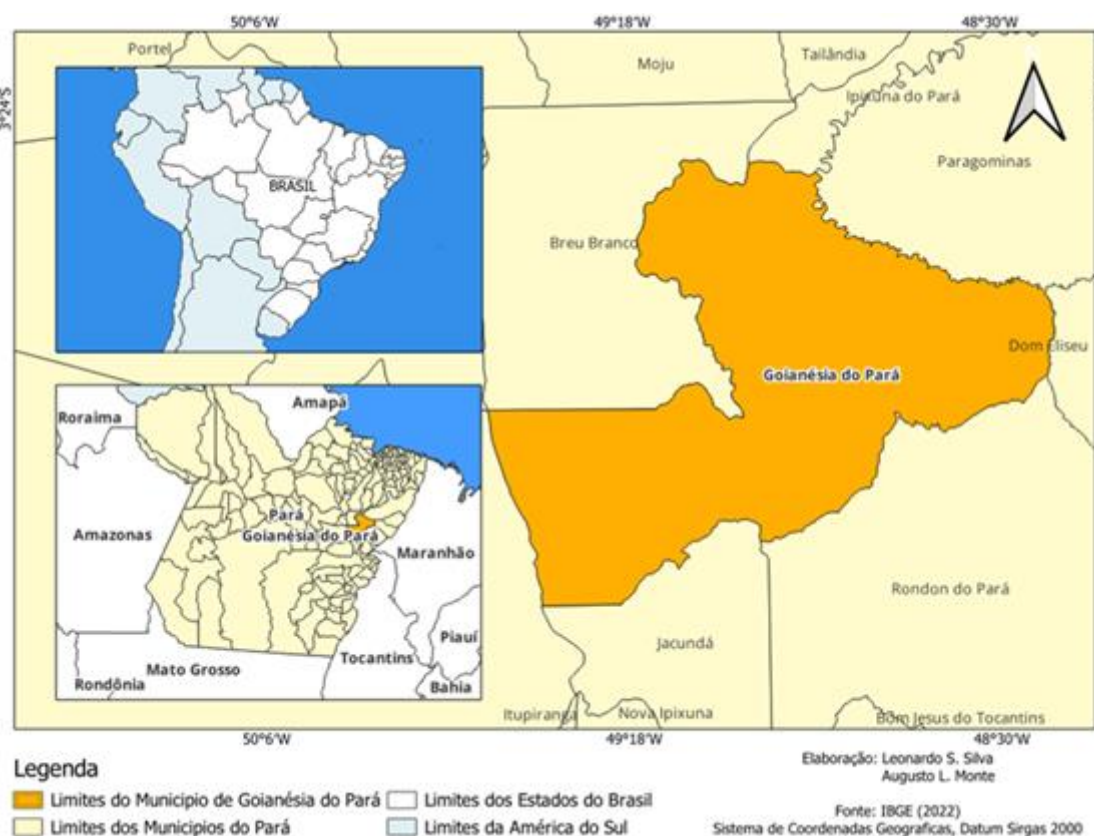 50°6′W 49°18′W 48°30′W
3°24′S
Portel
Moju
Tailândia
Ipixuna do Pará
Paragominas
BRASIL
Breu Branco
Dom Eliseu
Goianésia do Pará
Amapá
Roraima
Pará
Amazonas
Goianésia do Pará
Maranhão
Rondon do Pará
Jacundá
Piauí
Mato Grosso
Tocantins
Rondônia
Bahia
Itupiranga
Nova Ipixuna
Bom Jesus do Tocantins
50°6′W 49°18′W 48°30′W
Legenda
Limites do Municipio de Goianésia do Pará
Limites dos Estados do Brasil
Limites dos Municipios do Pará
Limites da América do Sul
Elaboração: Leonardo S. Silva
Augusto L. Monte
Fonte: IBGE (2022)
Sistema de Coordenadas Geograficas, Datum Sirgas 2000